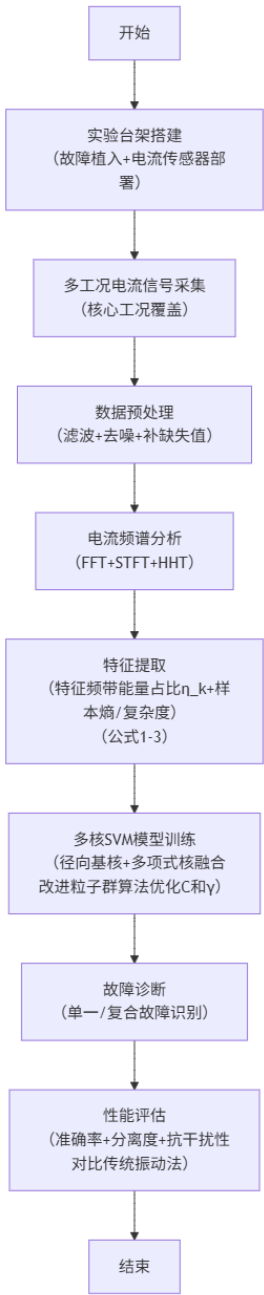 开始
实验台架搭建
（故障植入+电流传感器部
署）
多工况电流信号采集
（核心工况覆盖）
数据预处理
（滤波+去噪+补缺失值）
电流频谱分析
（FFT+STFT+HHT）
特征提取
（特征频带能量占比η_k+样
本熵/复杂度）
（公式1-3）
多核SVM模型训练
（径向基核+多项式核融合
改进粒子群算法优化C和γ）
故障诊断
（单一/复合故障识别）
性能评估
（准确率+分离度+抗干扰性
对比传统振动法）
结束